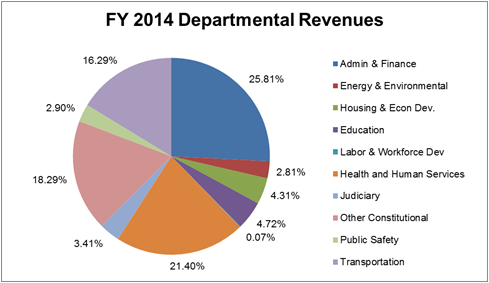 FY 2014 Departmental Revenues
16.29%
25.81%
2.90%
18.29%
2.81%
4.31%
4.72%
0.07%
3.41%
21.40%
Admin & Finance
Energy & Environmental
Housing & Econ Dev.
Education
Labor & Workforce Dev
Health and Human Services
Judiciary
Other Constitutional
Public Safety
Transportation